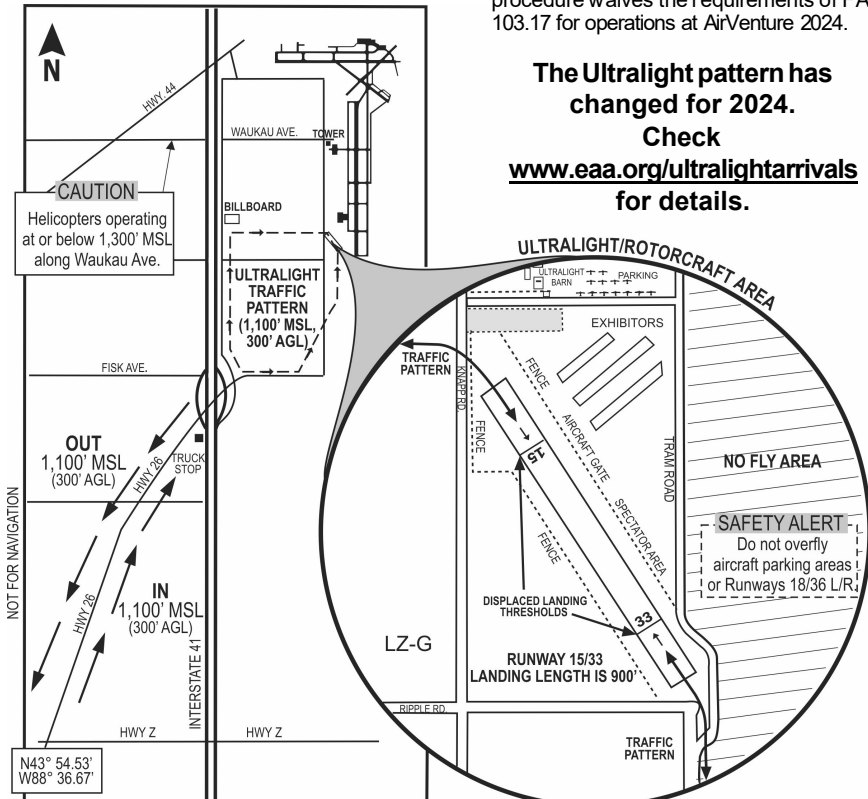 procedure waives the requirements of FA
103.17 for operations at AirVenture 2024.
The Ultralight pattern has
changed for 2024.
Check
www.eaa.org/ultralightarrivals
for details.
N
HWY. 44
WAUKAU AVE.
TOWER
CAUTION
Helicopters operating
at or below 1,300' MSL
along Waukau Ave.
BILLBOARD
ULTRALIGHT
TRAFFIC
PATTERN
(1,100' MSL,
300' AGL)
FISK AVE.
OUT
1,100' MSL
(300' AGL)
HWY 26
TRUCK
STOP
NOT FOR NAVIGATION
IN
1,100' MSL
(300' AGL)
HWY 26
INTERSTATE 41
HWY Z
HWY Z
N43° 54.53'
W88° 36.67'
ULTRALIGHT/ROTORCRAFT AREA
ULTRALIGHT
BARN
PARKING
EXHIBITORS
TRAFFIC
PATTERN
KNAPP RD.
FENCE
FENCE
AIRCRAFT GATE
SPECTATOR AREA
TRAM ROAD
15
NO FLY AREA
FENCE
SAFETY ALERT
Do not overfly
aircraft parking areas
or Runways 18/36 L/R.
DISPLACED LANDING
THRESHOLDS
33
LZ-G
RUNWAY 15/33
LANDING LENGTH IS 900'
RIPPLE RD.
TRAFFIC
PATTERN